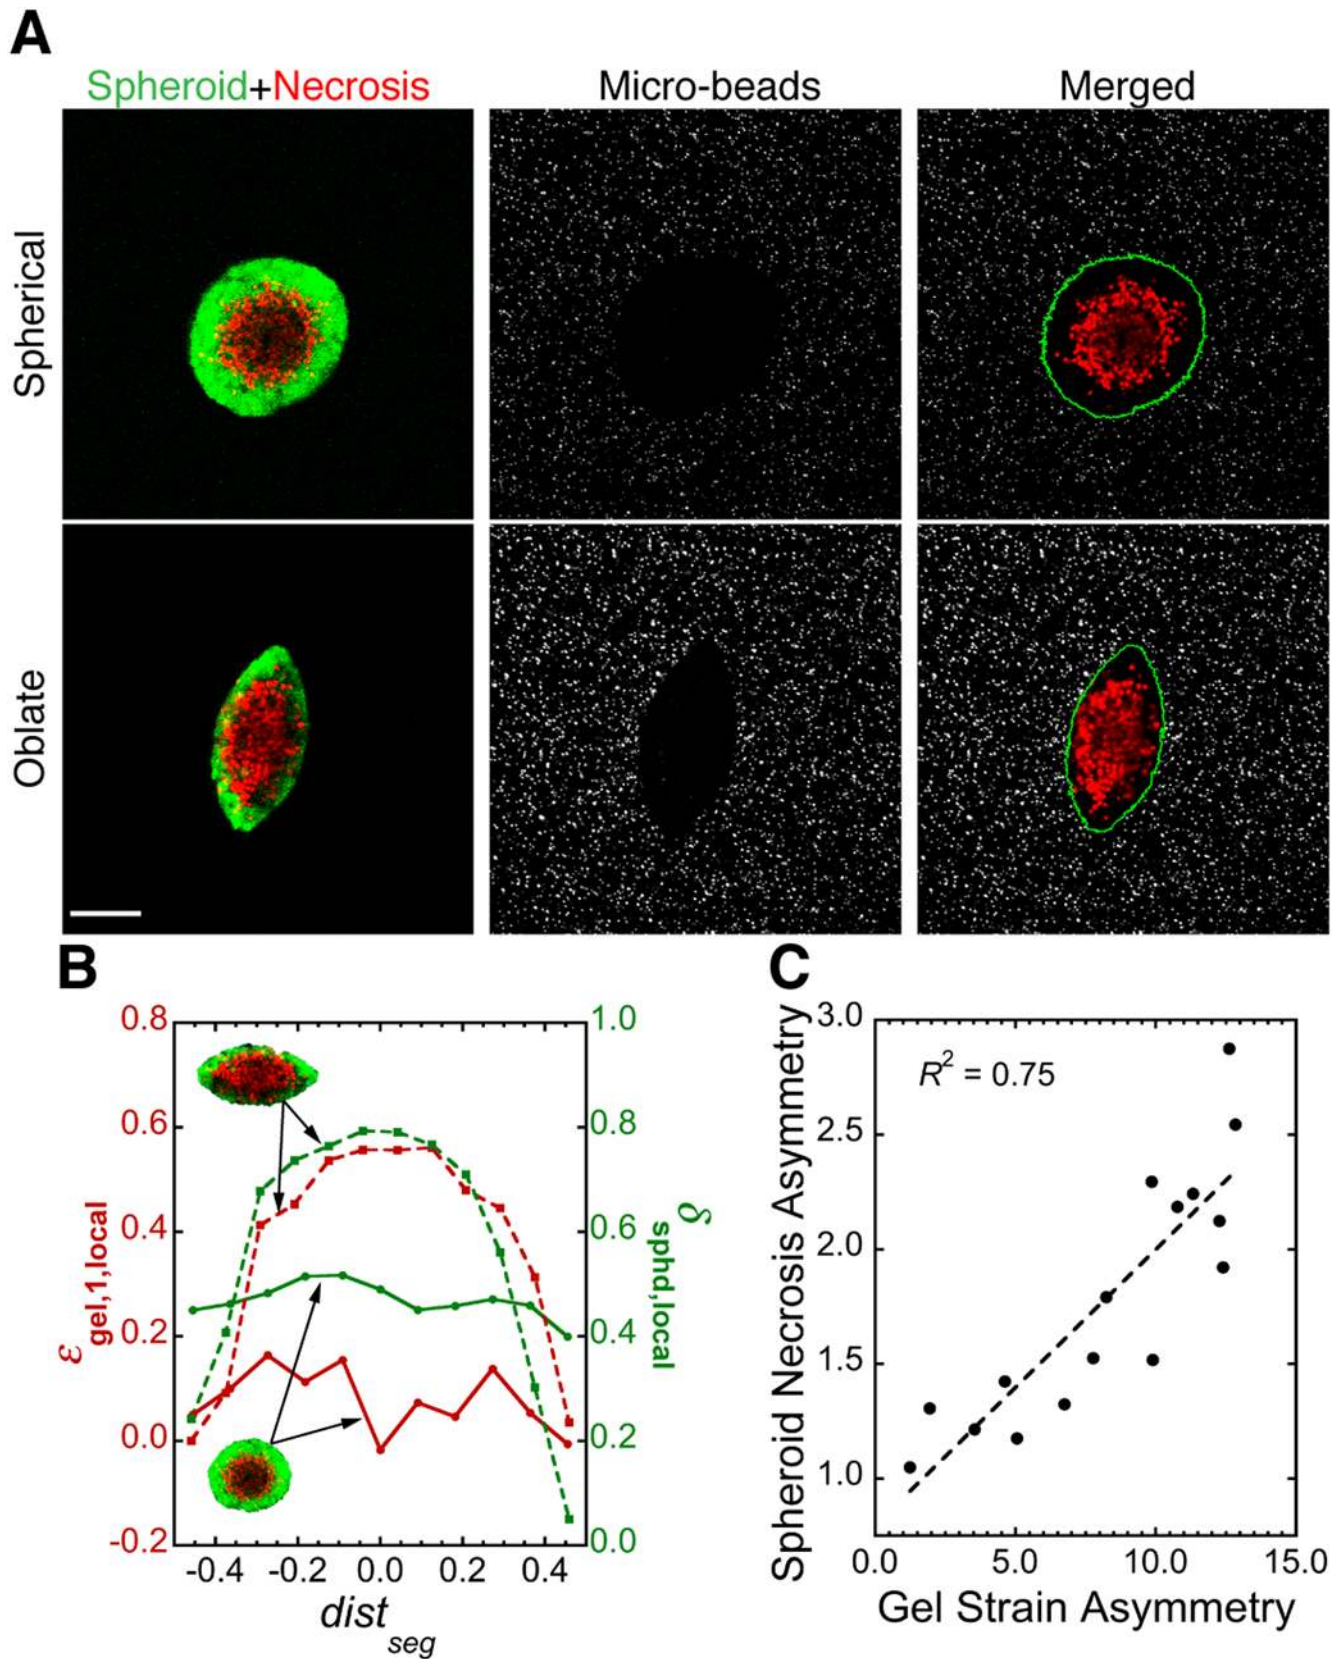 A
Spheroid+Necrosis
Micro-beads
Merged
Spherical
Oblate
B
ε gel,1,local
0.8
0.6
0.4
0.2
0.0
-0.2
1.0
0.8
0.6
0.4
0.2
0.0
δ sphd,local
-0.4 -0.2 0.0 0.2 0.4
dist seg
C
Spheroid Necrosis Asymmetry
3.0
2.5
2.0
1.5
1.0
R² = 0.75
0.0 5.0 10.0 15.0
Gel Strain Asymmetry